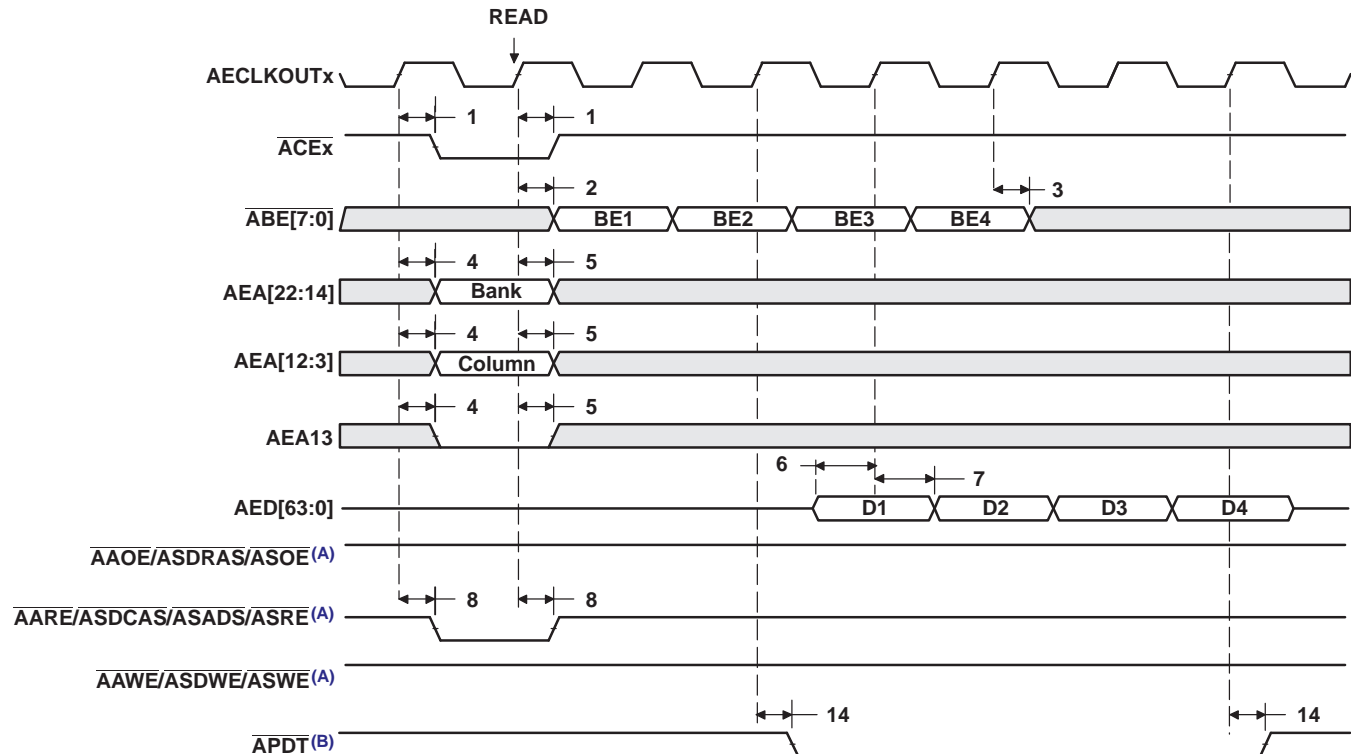 READ
AECLKOUTx
1 1
ACEx
2 3
ABE[7:0] BE1 BE2 BE3 BE4
4 5
AEA[22:14] Bank
4 5
AEA[12:3] Column
4 5
AEA13
6 7
AED[63:0] D1 D2 D3 D4
AAOE/ASDRAS/ASOE(A)
8 8
AARE/ASDCAS/ASADS/ASRE(A)
AAWE/ASDWE/ASWE(A)
14 14
APDT(B)